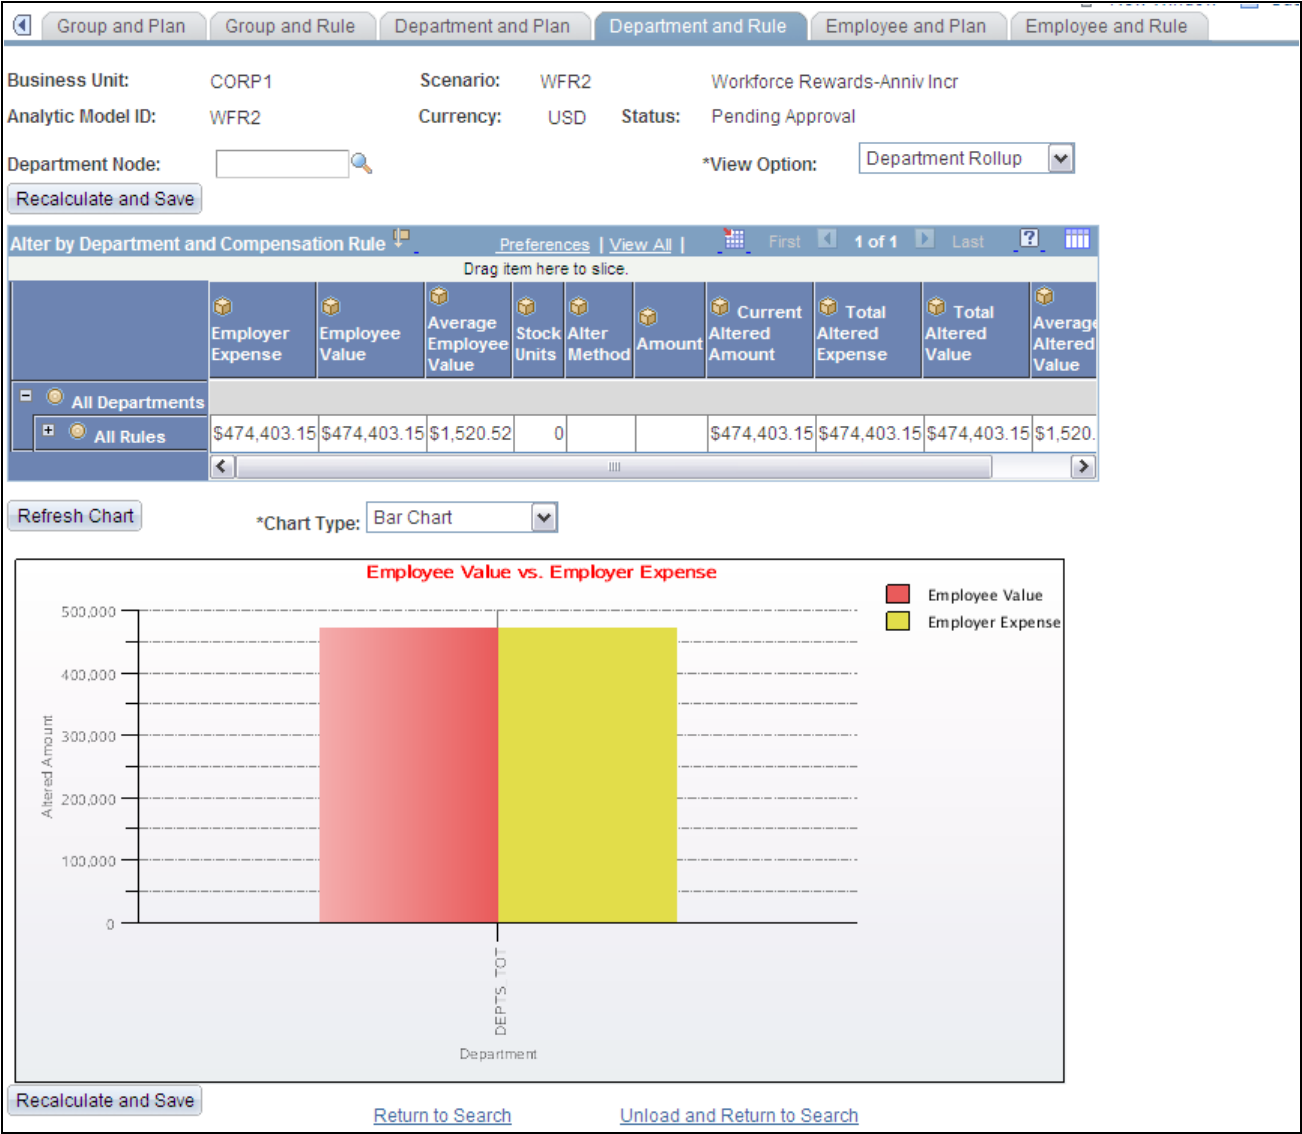 Group and Plan Group and Rule Department and Plan Department and Rule Employee and Plan Employee and Rule
Business Unit: CORP1 Scenario: WFR2 Workforce Rewards-Anniv Incr
Analytic Model ID: WFR2 Currency: USD Status: Pending Approval
Department Node: *View Option: Department Rollup
Recalculate and Save
Alter by Department and Compensation Rule Preferences | View All | First 1 of 1 Last
Drag item here to slice.
Employer Expense Employee Value Average Employee Value Stock Units Alter Method Amount Current Altered Amount Total Altered Expense Total Altered Value Average Altered Value
All Departments
All Rules $474,403.15 $474,403.15 $1,520.52 0 $474,403.15 $474,403.15 $474,403.15 $1,520.
Refresh Chart *Chart Type: Bar Chart
Employee Value vs. Employer Expense
Employee Value
Employer Expense
500,000
400,000
300,000
200,000
100,000
0
Altered Amount
DEPTS_TOT
Department
Recalculate and Save
Return to Search Unload and Return to Search